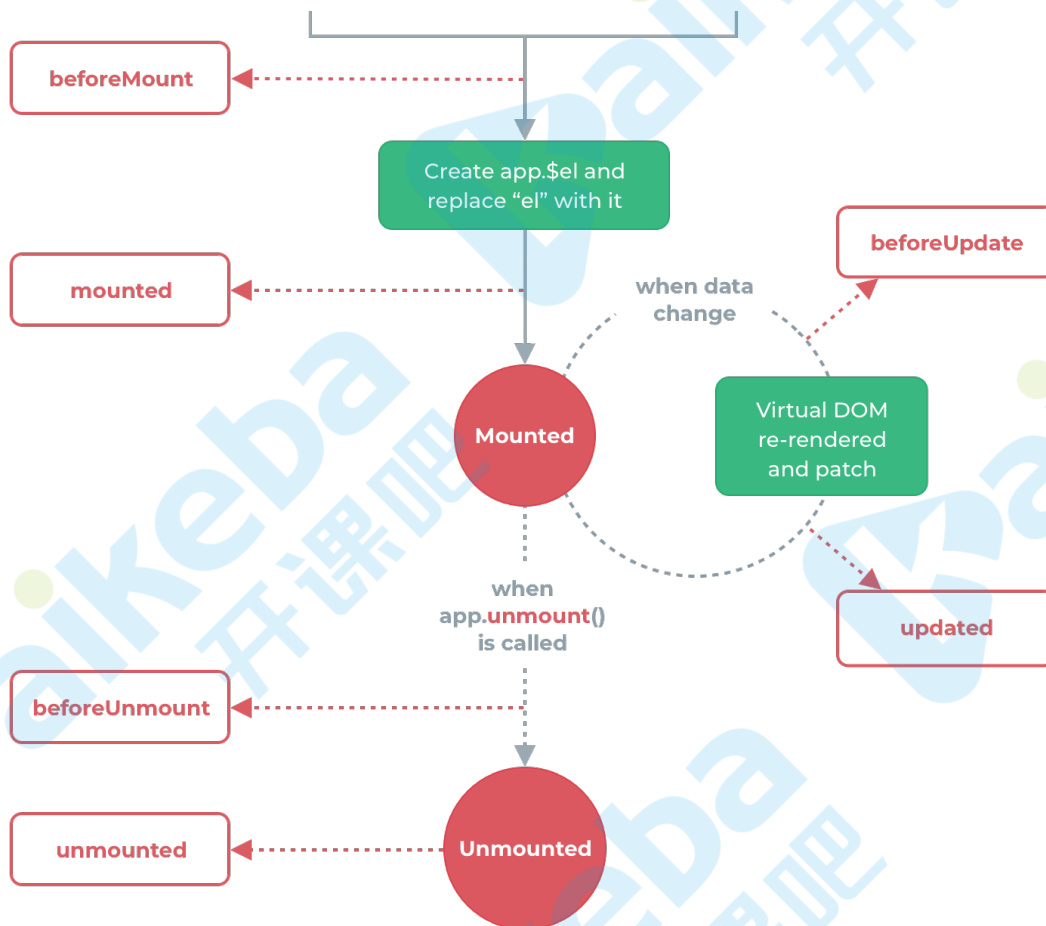 beforeMount
Create app.$el and
replace “el” with it
beforeUpdate
mounted
when data
change
Virtual DOM
re-rendered
and patch
Mounted
when
app.unmount()
is called
updated
beforeUnmount
unmounted
Unmounted
aikeba
开课吧